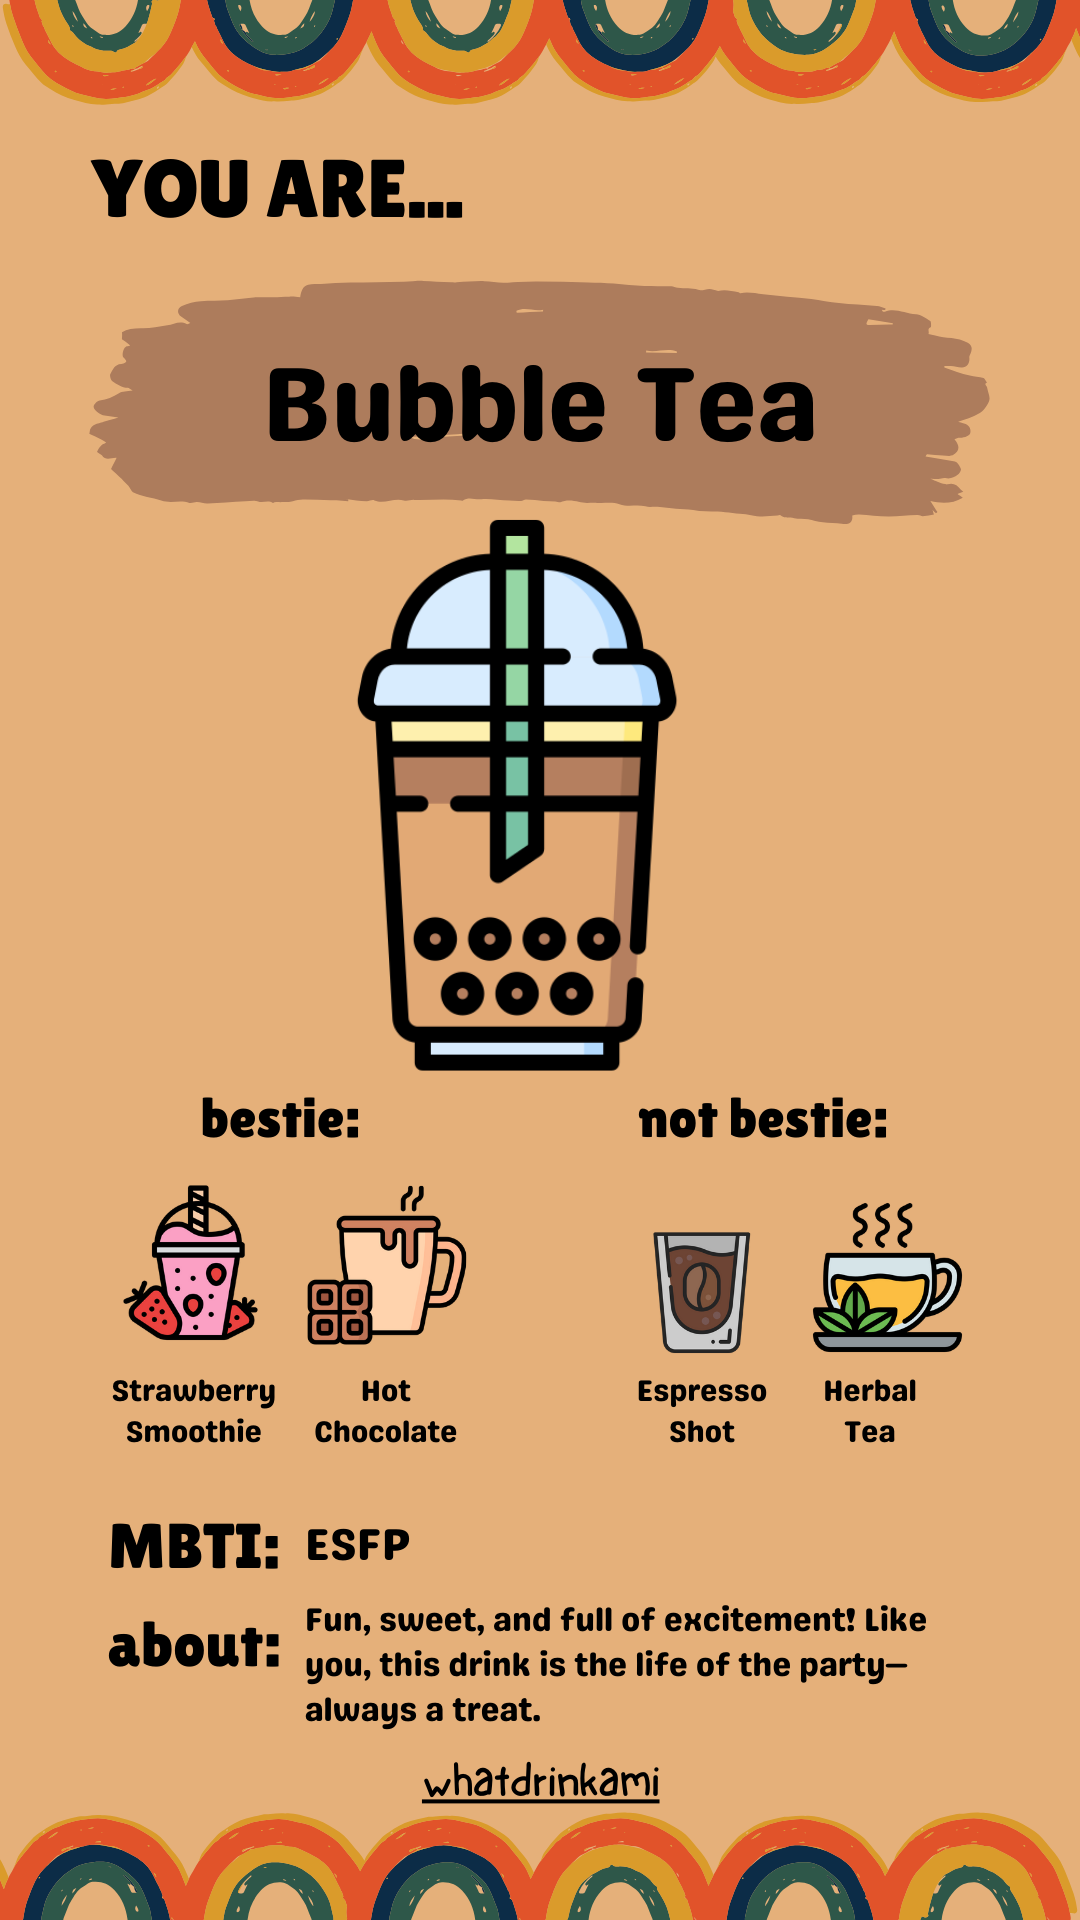 YOU ARE...
Bubble Tea
bestie:
not bestie:
Strawberry
Smoothie
Hot
Chocolate
Espresso
Shot
Herbal
Tea
MBTI: ESFP
about:
Fun, sweet, and full of excitement! Like
you, this drink is the life of the party—
always a treat.
whatdrinkami